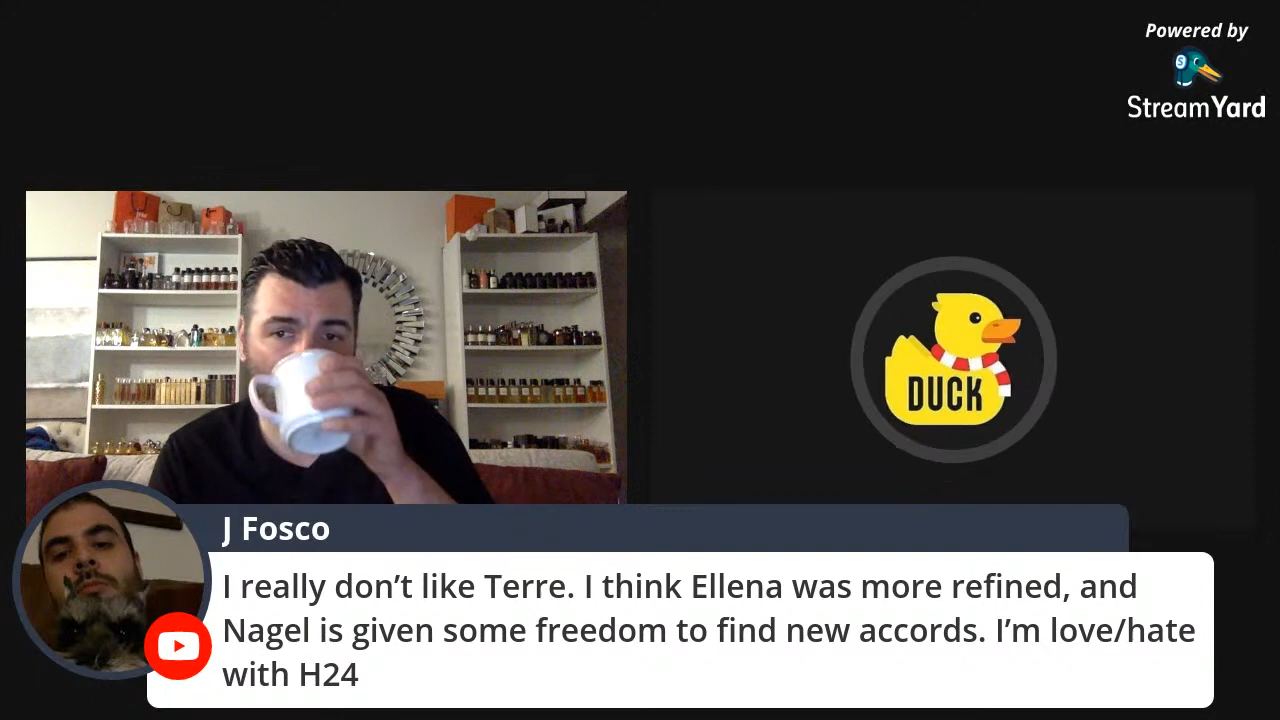 Powered by
StreamYard
DUCK
J Fosco
I really don’t like Terre. I think Ellena was more refined, and
Nagel is given some freedom to find new accords. I’m love/hate
with H24